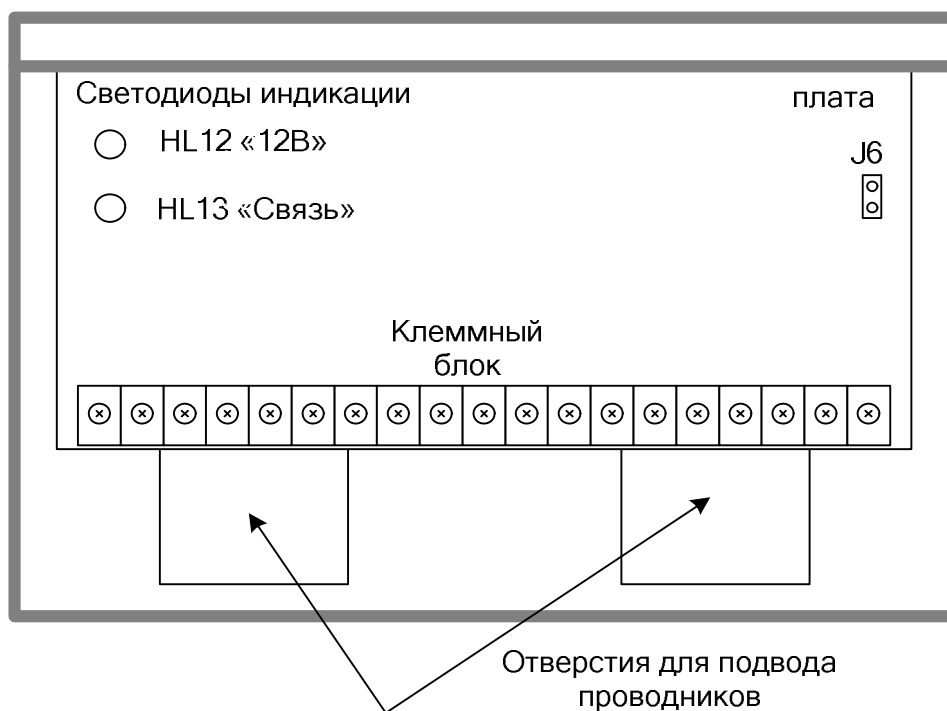 Светодиоды индикации
плата
HL12 «12В»
J6
HL13 «Связь»
Клеммный
блок
Отверстия для подвода
проводников